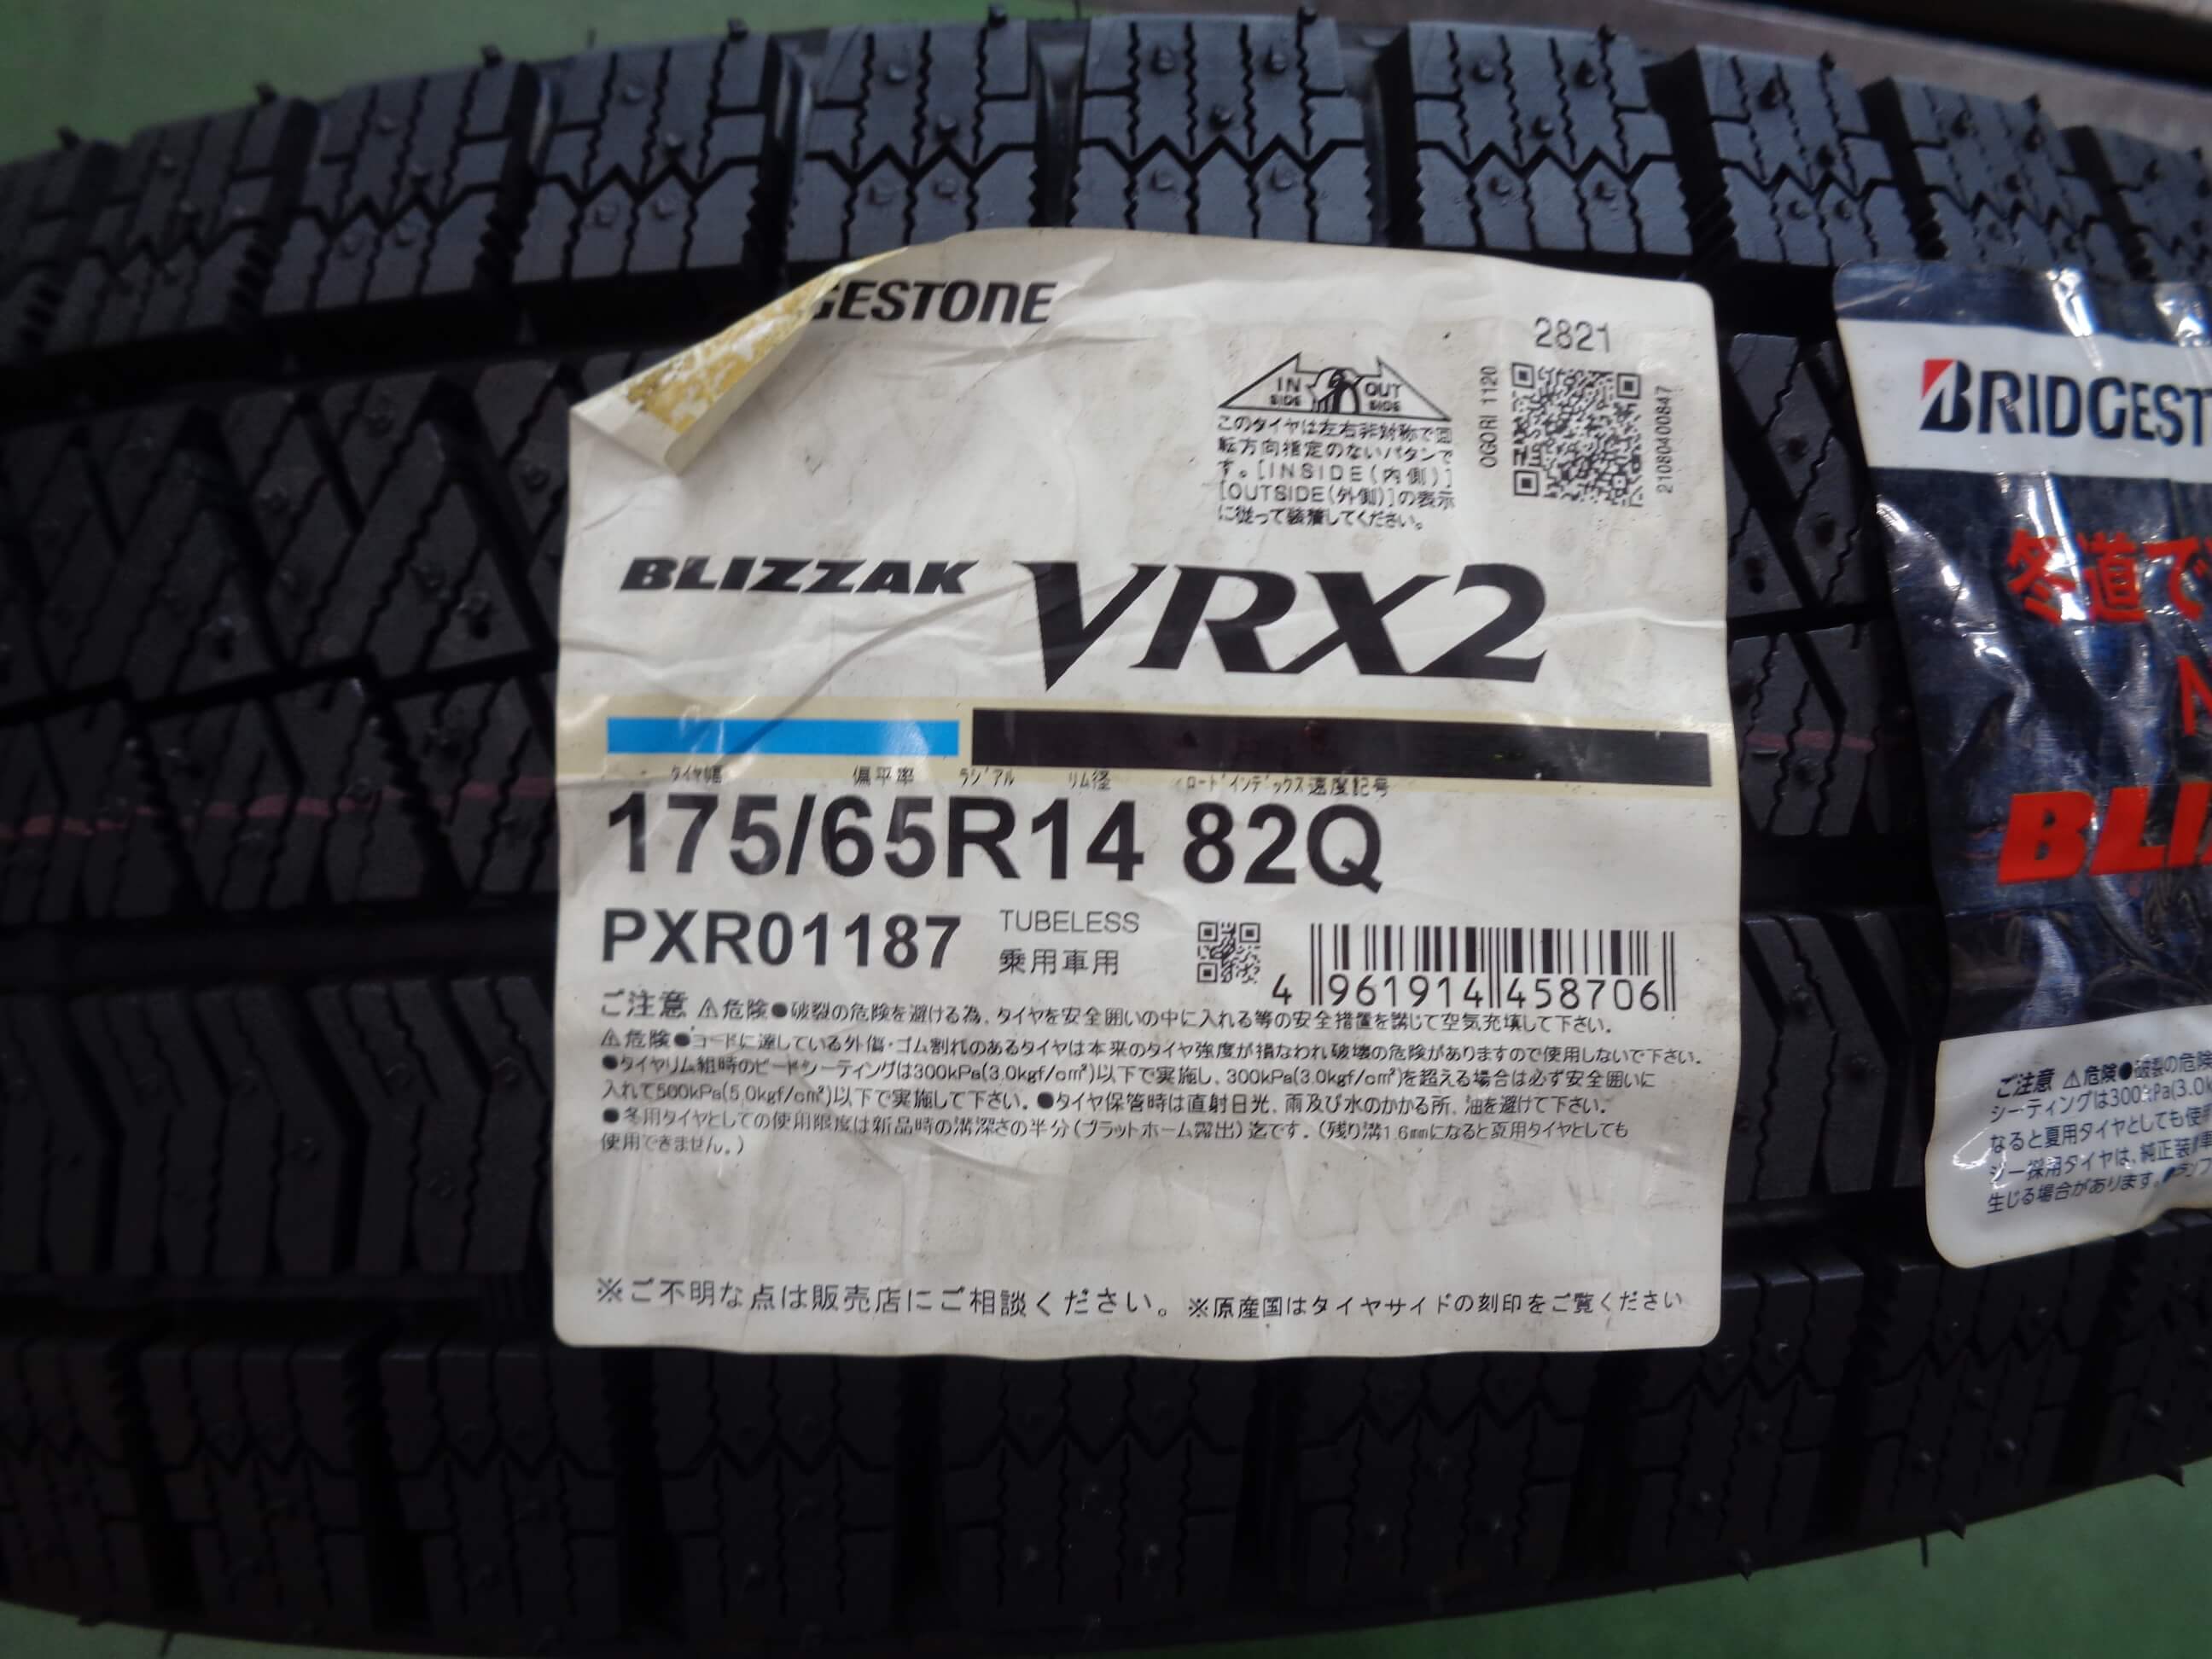 GESTONE
2821
IN
SIDE
OUT
SIDE
OGORI 1120
21080400847
このタイヤは左右非対称で回
転方向指定のないパタンで
す。[INSIDE(内側)]
[OUTSIDE(外側)]の表示
に従って装着してください。
BLIZZAK VRX2
タイヤ幅 偏平率 ラジアル リム径 ロードインデックス 速度記号
175/65R14 82Q
PXR01187
TUBELESS
乗用車用
4 961914 458706
ご注意 ⚠危険●破裂の危険を避ける為、タイヤを安全囲いの中に入れる等の安全措置を講じて空気充填して下さい。
⚠危険●コードに達している外傷・ゴム割れのあるタイヤは本来のタイヤ強度が損なわれ破壊の危険がありますので使用しないで下さい。
●タイヤリム組時のビードシーティングは300kPa(3.0kgf/c㎡)以下で実施し、300kPa(3.0kgf/c㎡)を超える場合は必ず安全囲いに
入れて500kPa(5.0kgf/c㎡)以下で実施して下さい。●タイヤ保管時は直射日光、雨及び水のかかる所、油を避けて下さい。
●冬用タイヤとしての使用限度は新品時の溝深さの半分(プラットホーム露出)迄です。(残り溝1.6mmになると夏用タイヤとしても
使用できません。)
※ご不明な点は販売店にご相談ください。※原産国はタイヤサイドの刻印をご覧ください
BRIDGEST
冬道で
N
BLI
ご注意 ⚠危険●破裂の危険
シーティングは300kPa(3.0k
なると夏用タイヤとしても使
シー採用タイヤは、純正装
生じる場合があります。